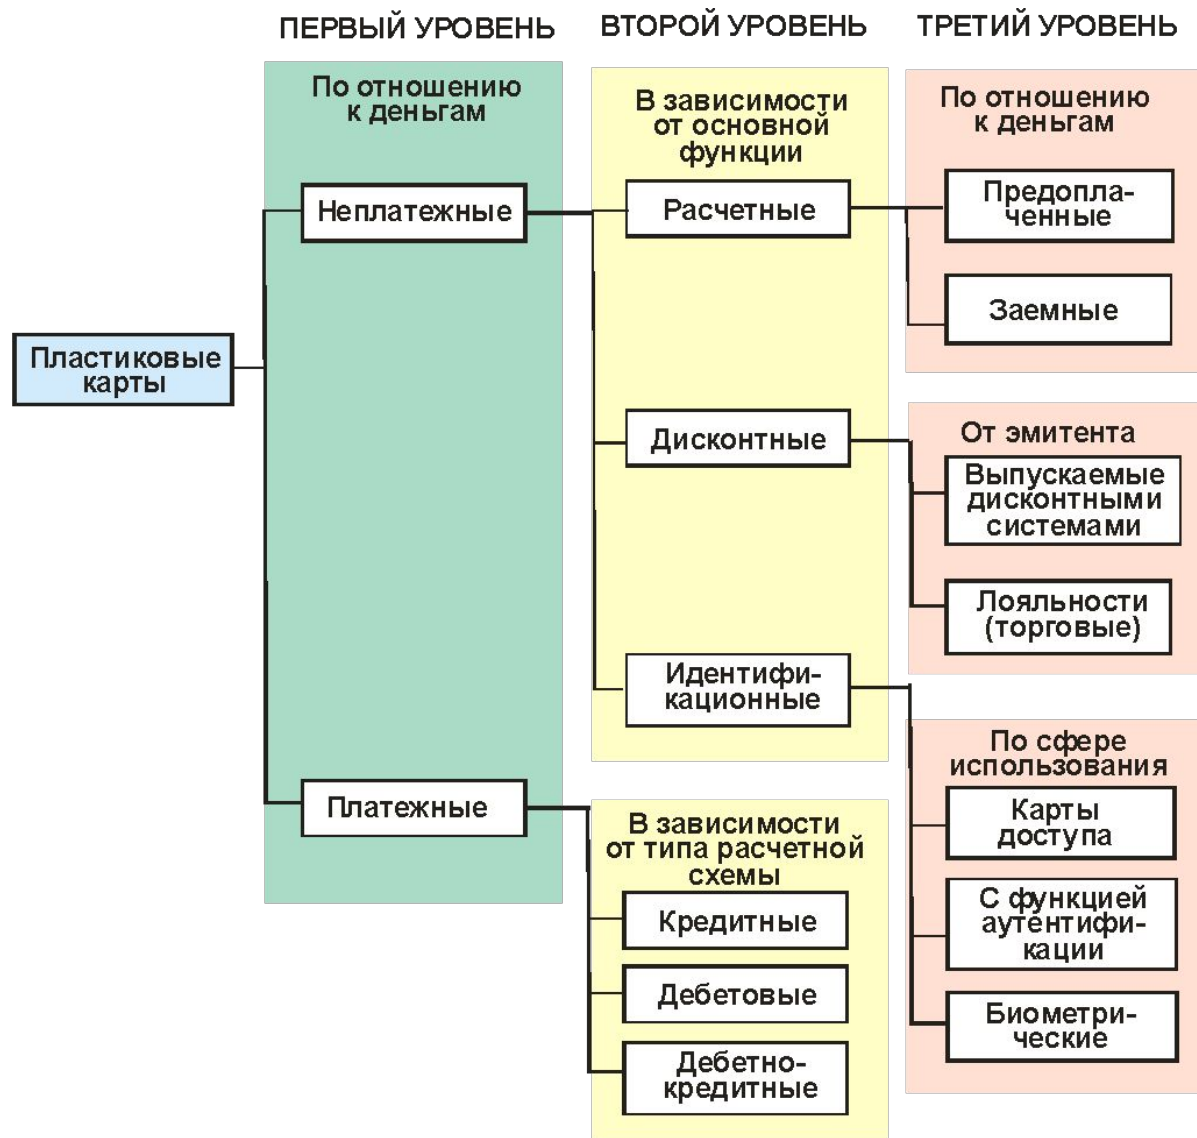 ПЕРВЫЙ УРОВЕНЬ
ВТОРОЙ УРОВЕНЬ
ТРЕТИЙ УРОВЕНЬ
По отношению
к деньгам
Неплатежные
Платежные
Пластиковые
карты
В зависимости
от основной
функции
Расчетные
Дисконтные
Идентифи-
кационные
В зависимости
от типа расчетной
схемы
Кредитные
Дебетовые
Дебетно-
кредитные
По отношению
к деньгам
Предопла-
ченные
Заемные
От эмитента
Выпускаемые
дисконтными
системами
Лояльности
(торговые)
По сфере
использования
Карты
доступа
С функцией
аутентифи-
кации
Биометри-
ческие